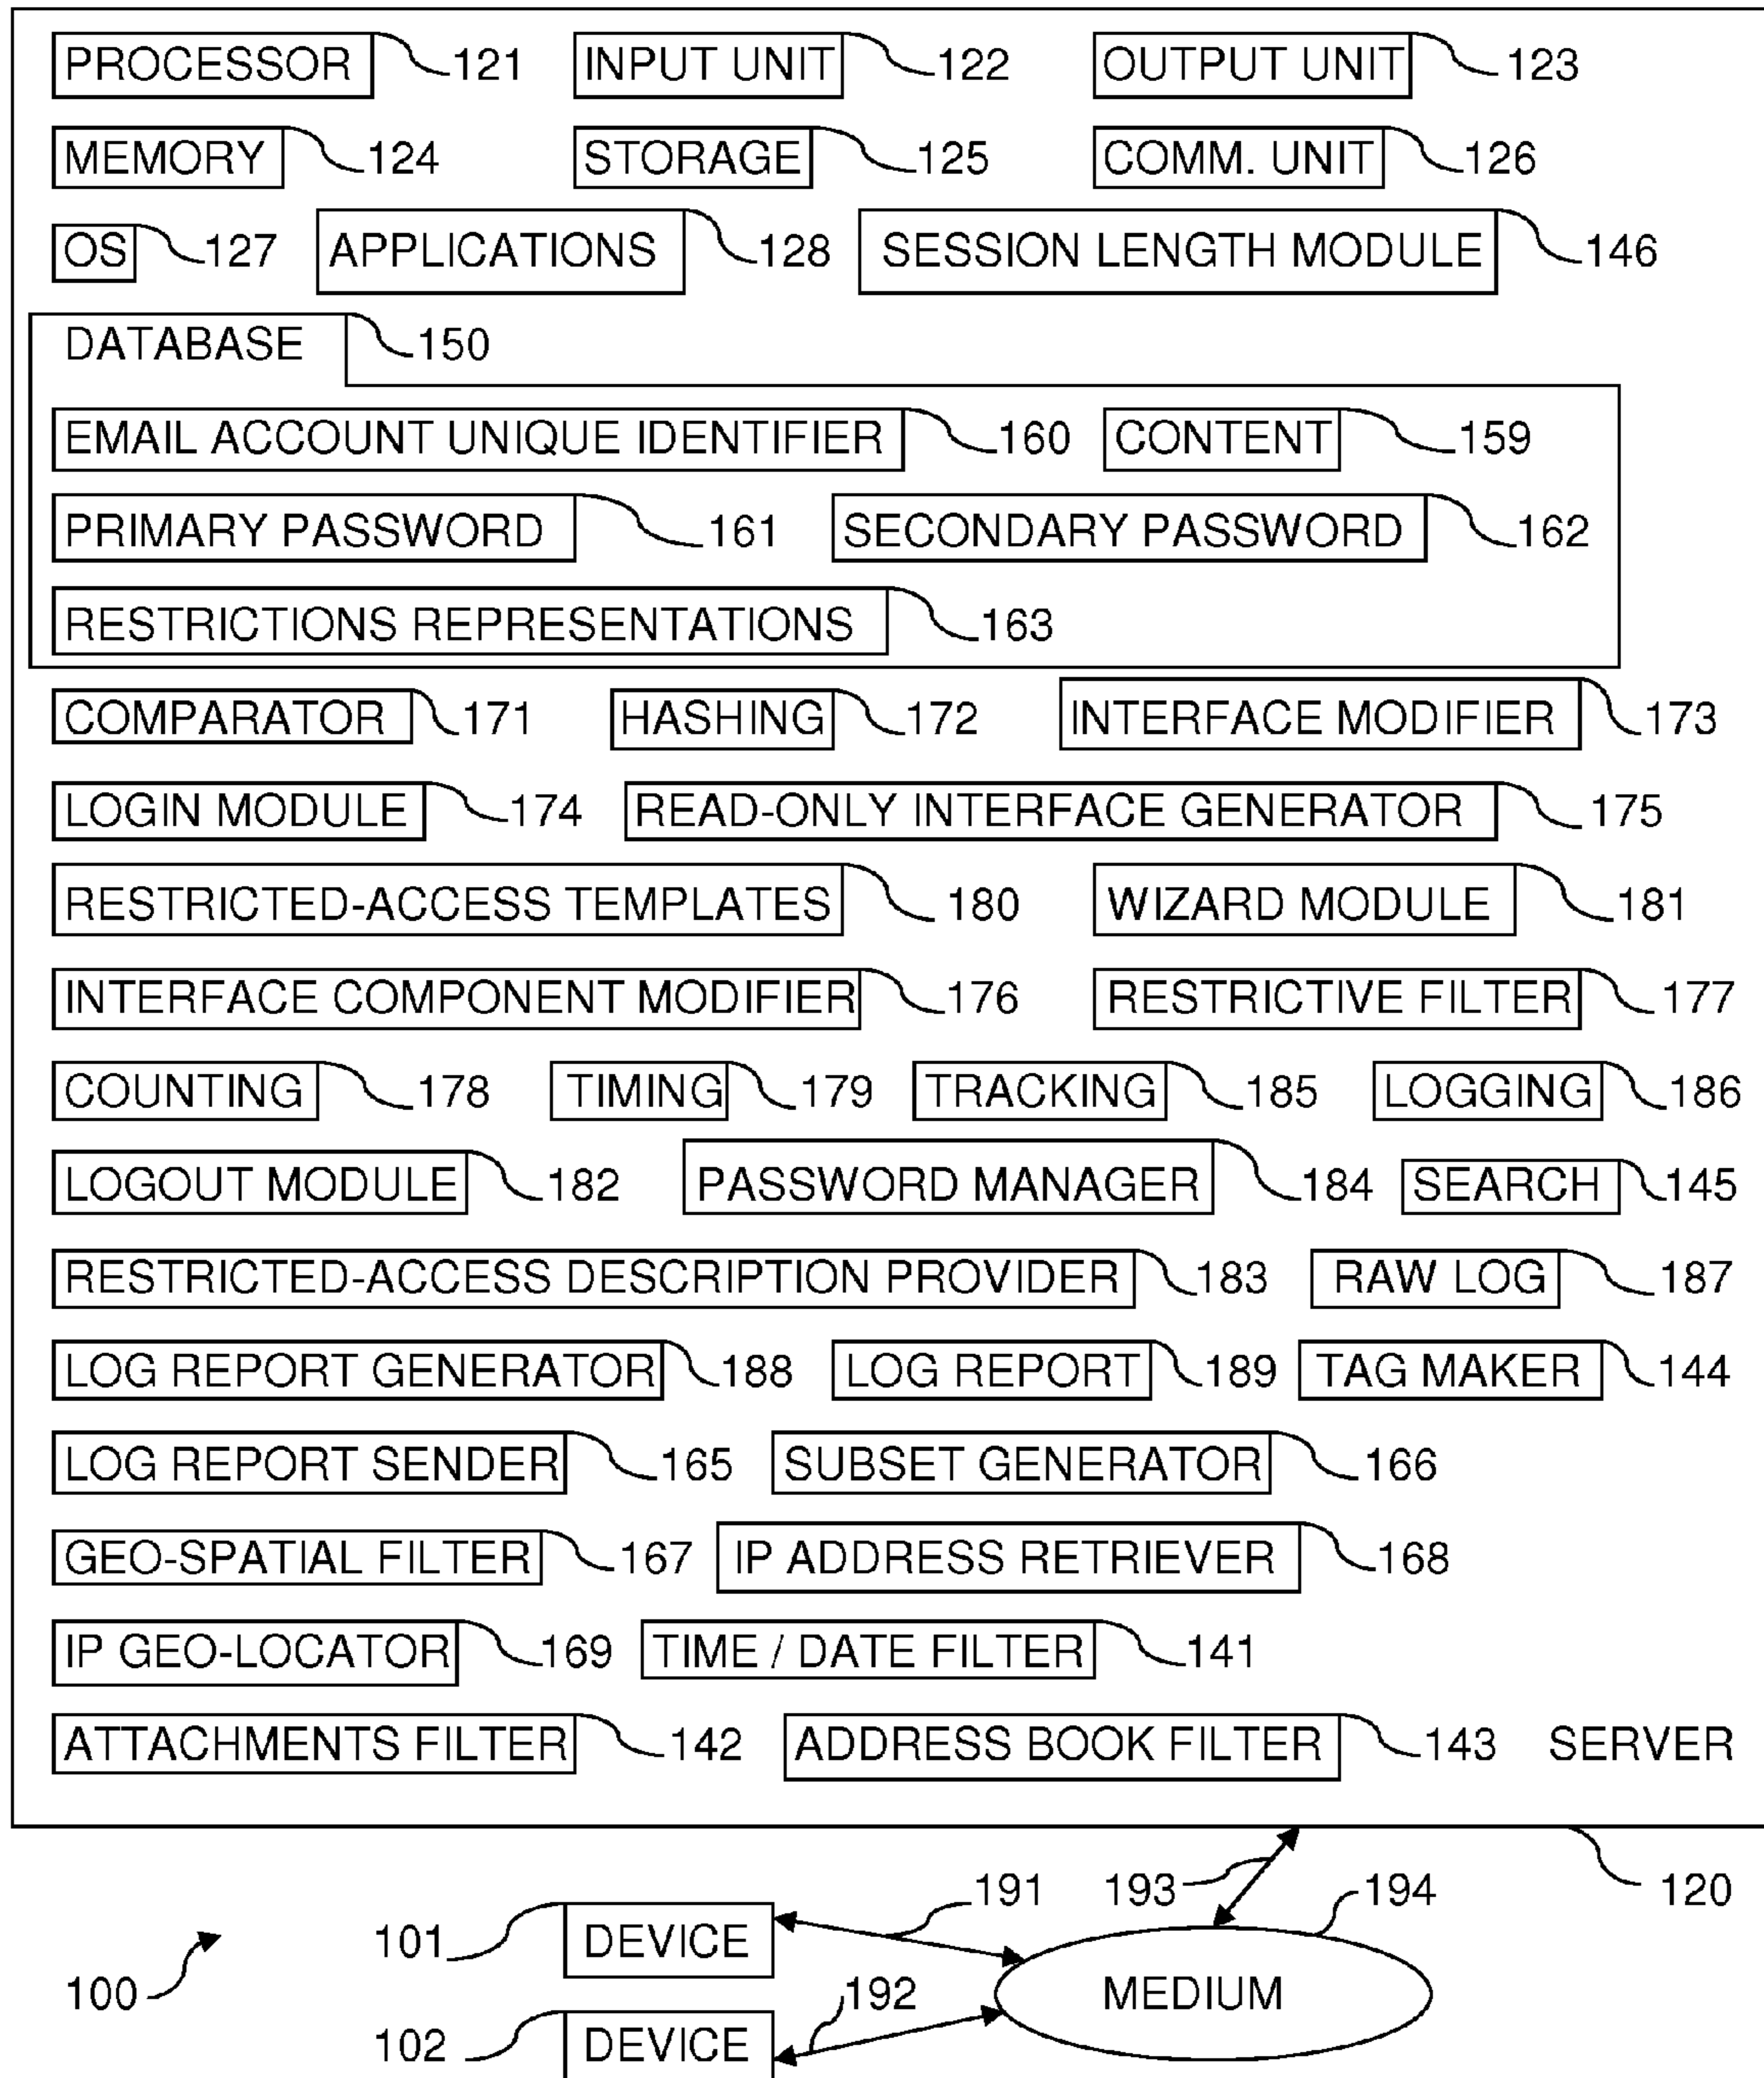 PROCESSOR 121 INPUT UNIT 122 OUTPUT UNIT 123
MEMORY 124 STORAGE 125 COMM. UNIT 126
OS 127 APPLICATIONS 128 SESSION LENGTH MODULE 146
DATABASE 150
EMAIL ACCOUNT UNIQUE IDENTIFIER 160 CONTENT 159
PRIMARY PASSWORD 161 SECONDARY PASSWORD 162
RESTRICTIONS REPRESENTATIONS 163
COMPARATOR 171 HASHING 172 INTERFACE MODIFIER 173
LOGIN MODULE 174 READ-ONLY INTERFACE GENERATOR 175
RESTRICTED-ACCESS TEMPLATES 180 WIZARD MODULE 181
INTERFACE COMPONENT MODIFIER 176 RESTRICTIVE FILTER 177
COUNTING 178 TIMING 179 TRACKING 185 LOGGING 186
LOGOUT MODULE 182 PASSWORD MANAGER 184 SEARCH 145
RESTRICTED-ACCESS DESCRIPTION PROVIDER 183 RAW LOG 187
LOG REPORT GENERATOR 188 LOG REPORT 189 TAG MAKER 144
LOG REPORT SENDER 165 SUBSET GENERATOR 166
GEO-SPATIAL FILTER 167 IP ADDRESS RETRIEVER 168
IP GEO-LOCATOR 169 TIME / DATE FILTER 141
ATTACHMENTS FILTER 142 ADDRESS BOOK FILTER 143 SERVER
191 193 194 120
101 DEVICE
100 192 MEDIUM
102 DEVICE